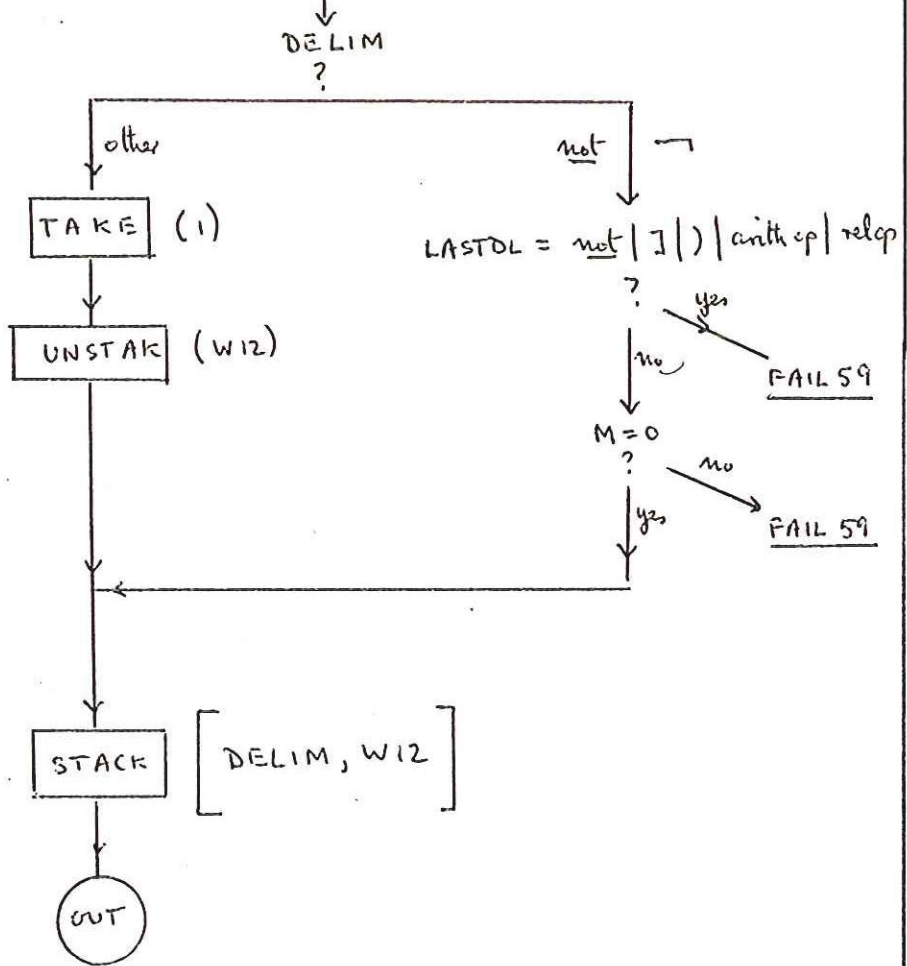 DELIM
?
other
not ¬
TAKE (1)
LASTDL = not | ] | ) | arith op | relop
?
yes
UNSTAK (W12)
no
FAIL 59
M = 0
?
no
yes
FAIL 59
STACK [DELIM, W12]
OUT